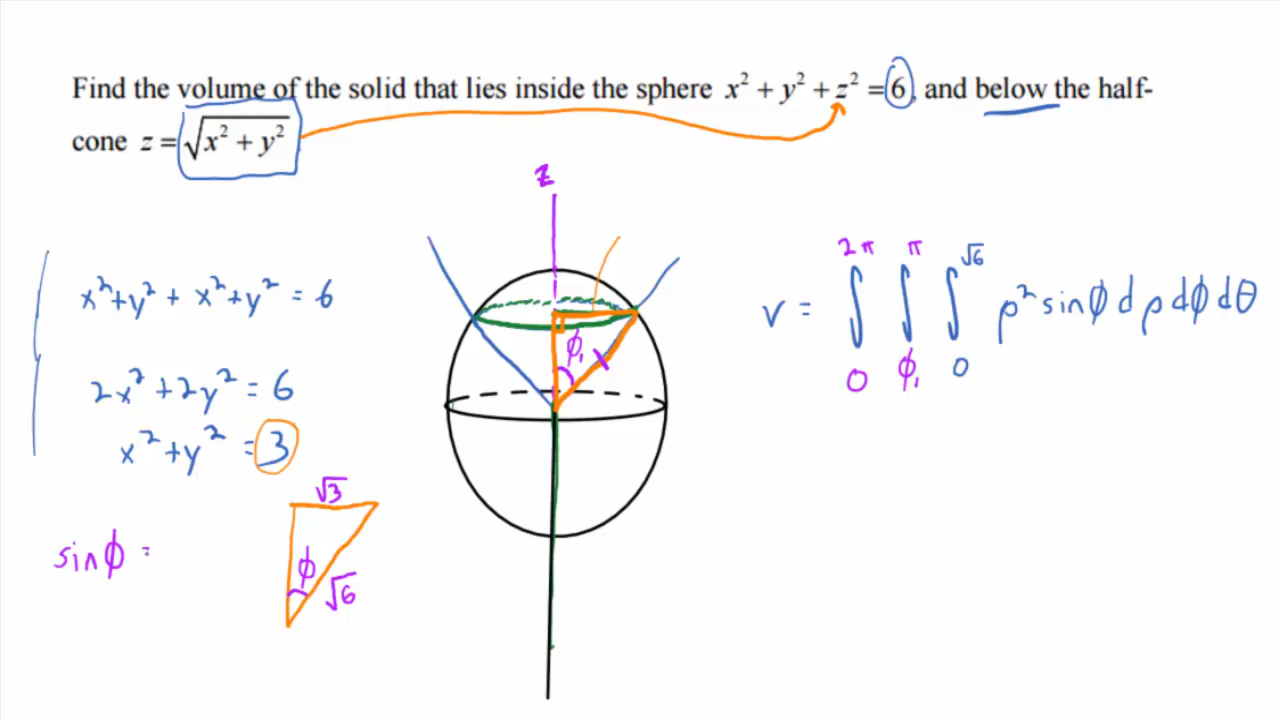 Find the volume of the solid that lies inside the sphere x² + y² + z² = 6, and below the half-
cone z = √(x² + y²)
z
x² + y² + x² + y² = 6
2x² + 2y² = 6
x² + y² = 3
sinϕ =
√3
ϕ
√6
ϕ₁
V = ∫₀^2π ∫ϕ₁^π ∫₀^√6 ρ² sinϕ dρ dϕ dθ